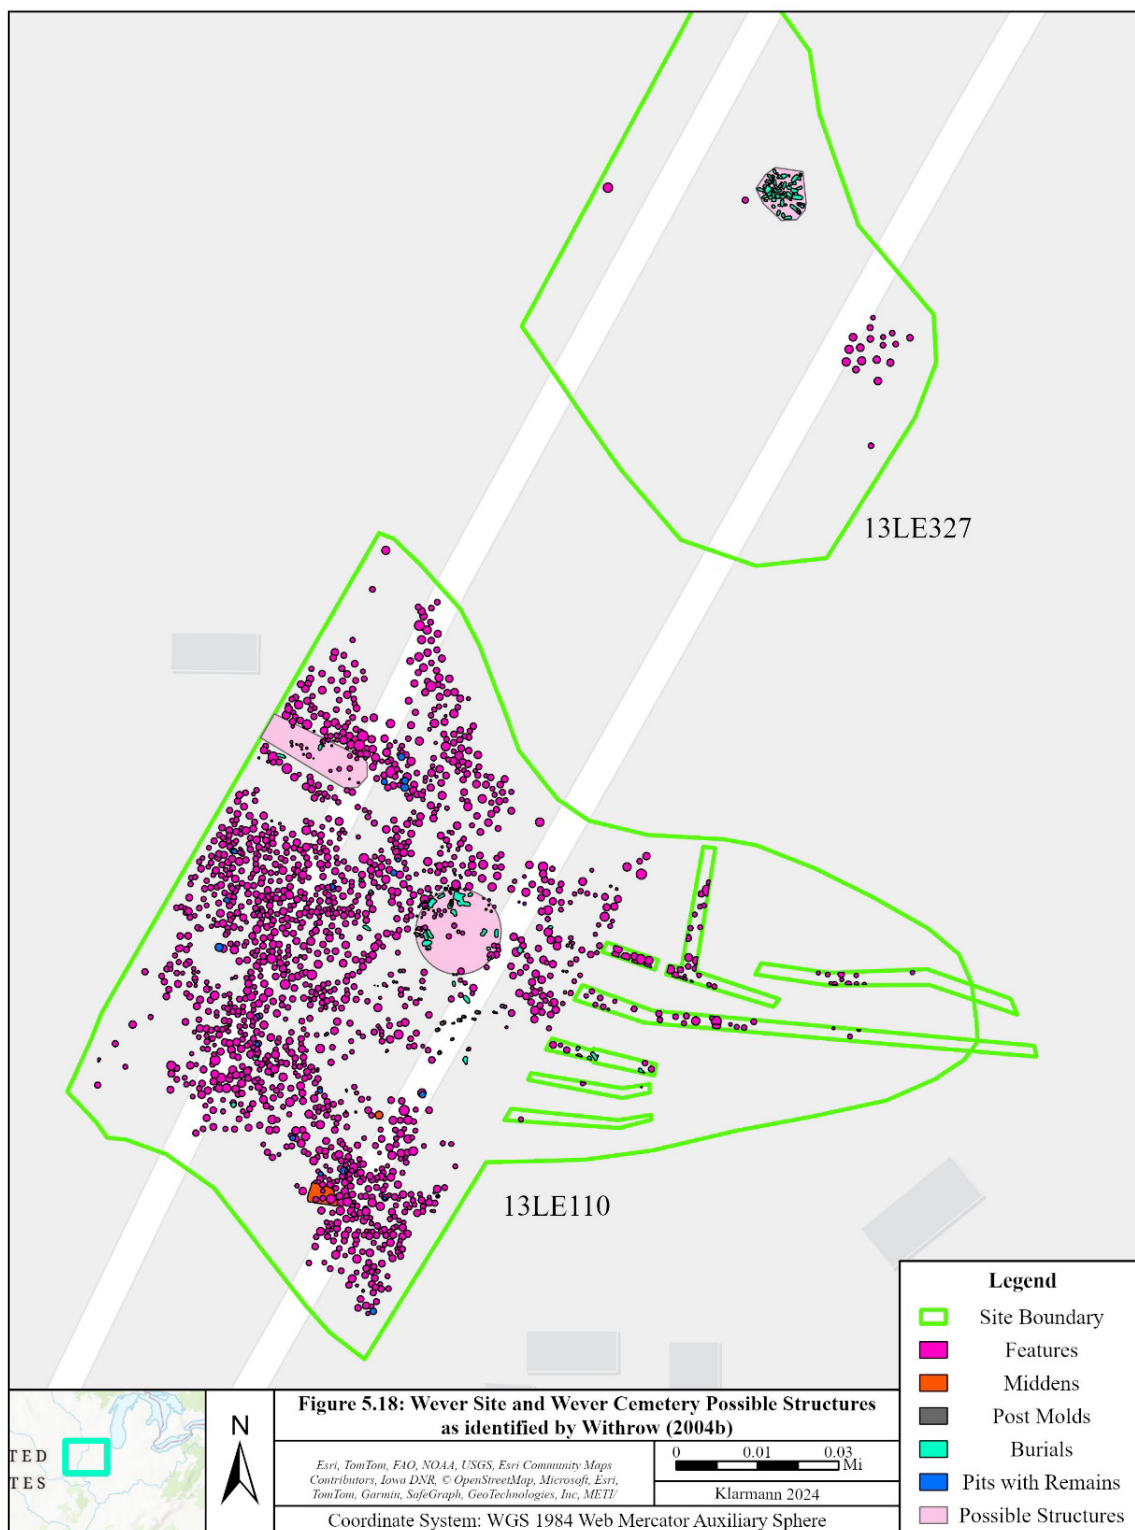 13LE327
13LE110
Legend
Site Boundary
Features
Middens
Post Molds
Burials
Pits with Remains
Possible Structures
TED
TES
N
Figure 5.18: Wever Site and Wever Cemetery Possible Structures
as identified by Withrow (2004b)
Esri, TomTom, FAO, NOAA, USGS, Esri Community Maps
Contributors, Iowa DNR, © OpenStreetMap, Microsoft, Esri,
TomTom, Garmin, SafeGraph, GeoTechnologies, Inc, METI/
0 0.01 0.03
Mi
Klarmann 2024
Coordinate System: WGS 1984 Web Mercator Auxiliary Sphere